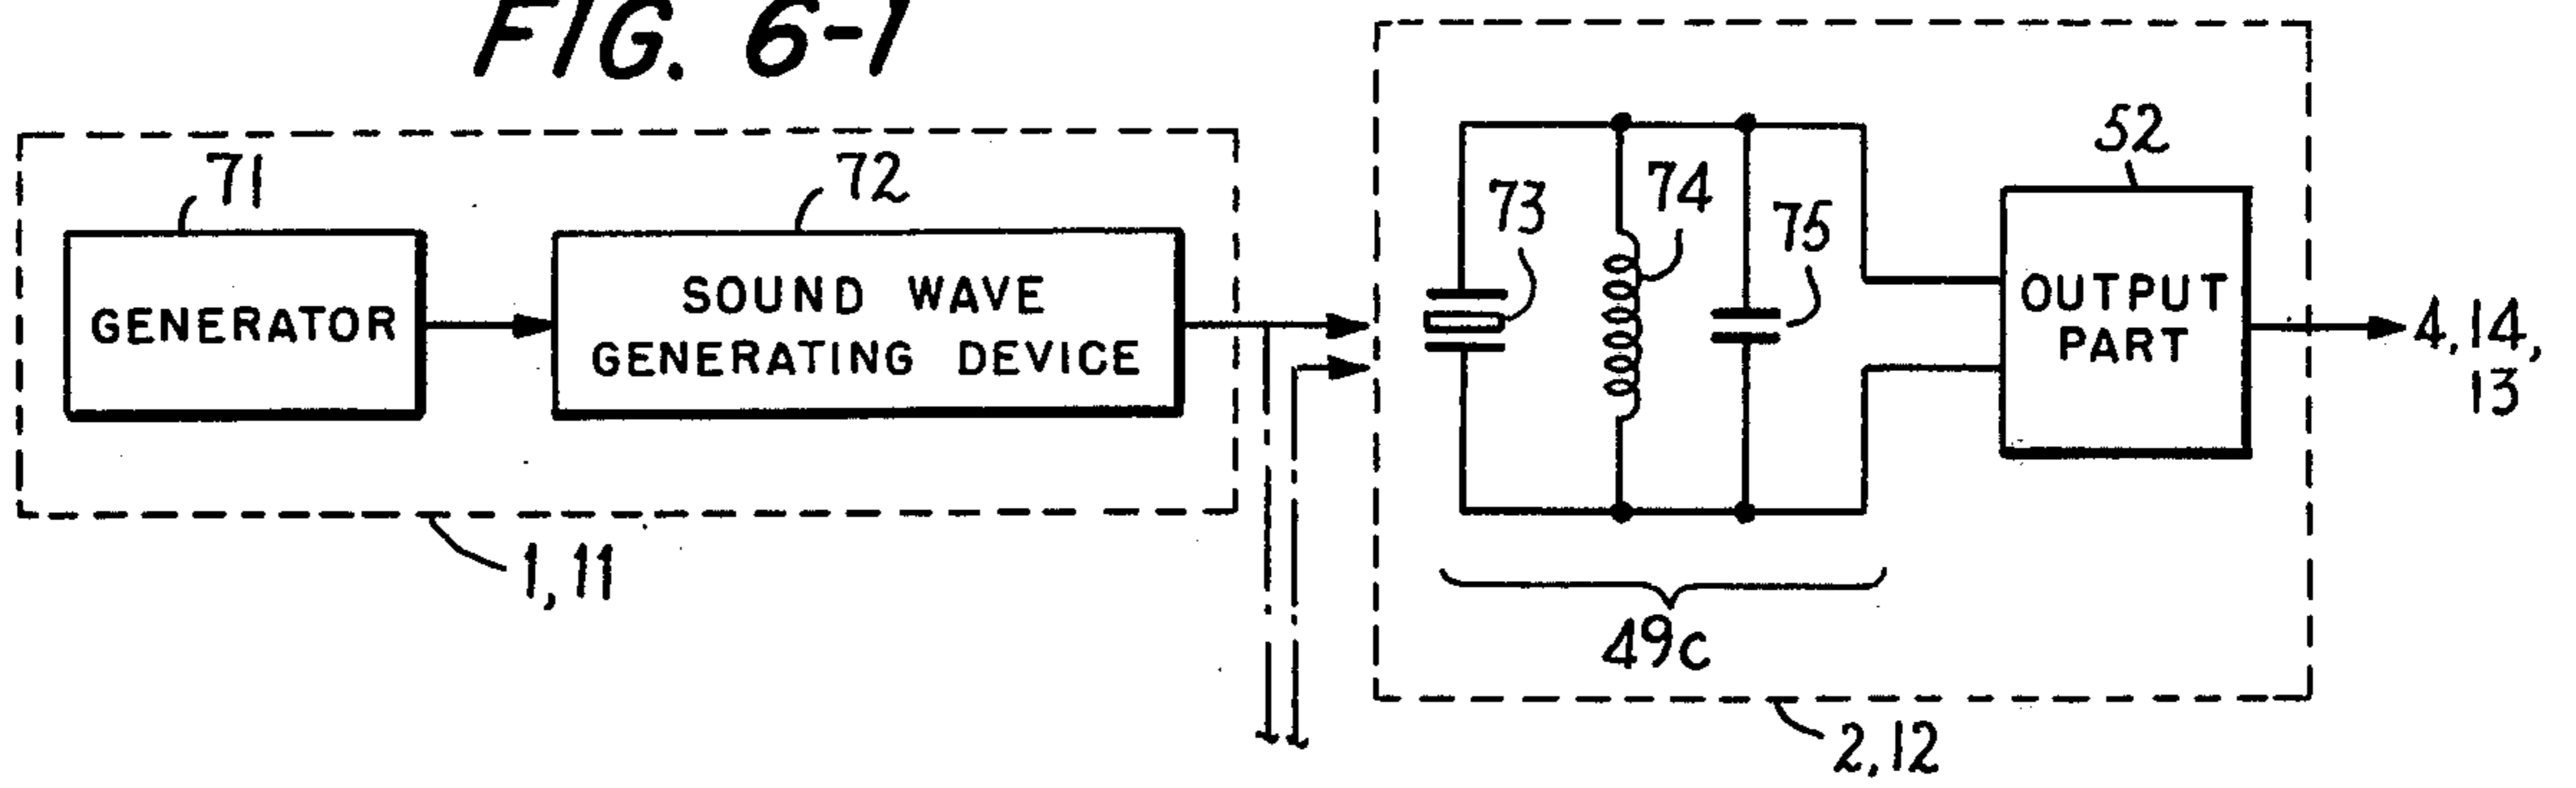 FIG. 6-1
71
72
GENERATOR
SOUND WAVE
GENERATING DEVICE
1,11
73
74
75
49c
52
OUTPUT
PART
4,14,
13
2,12